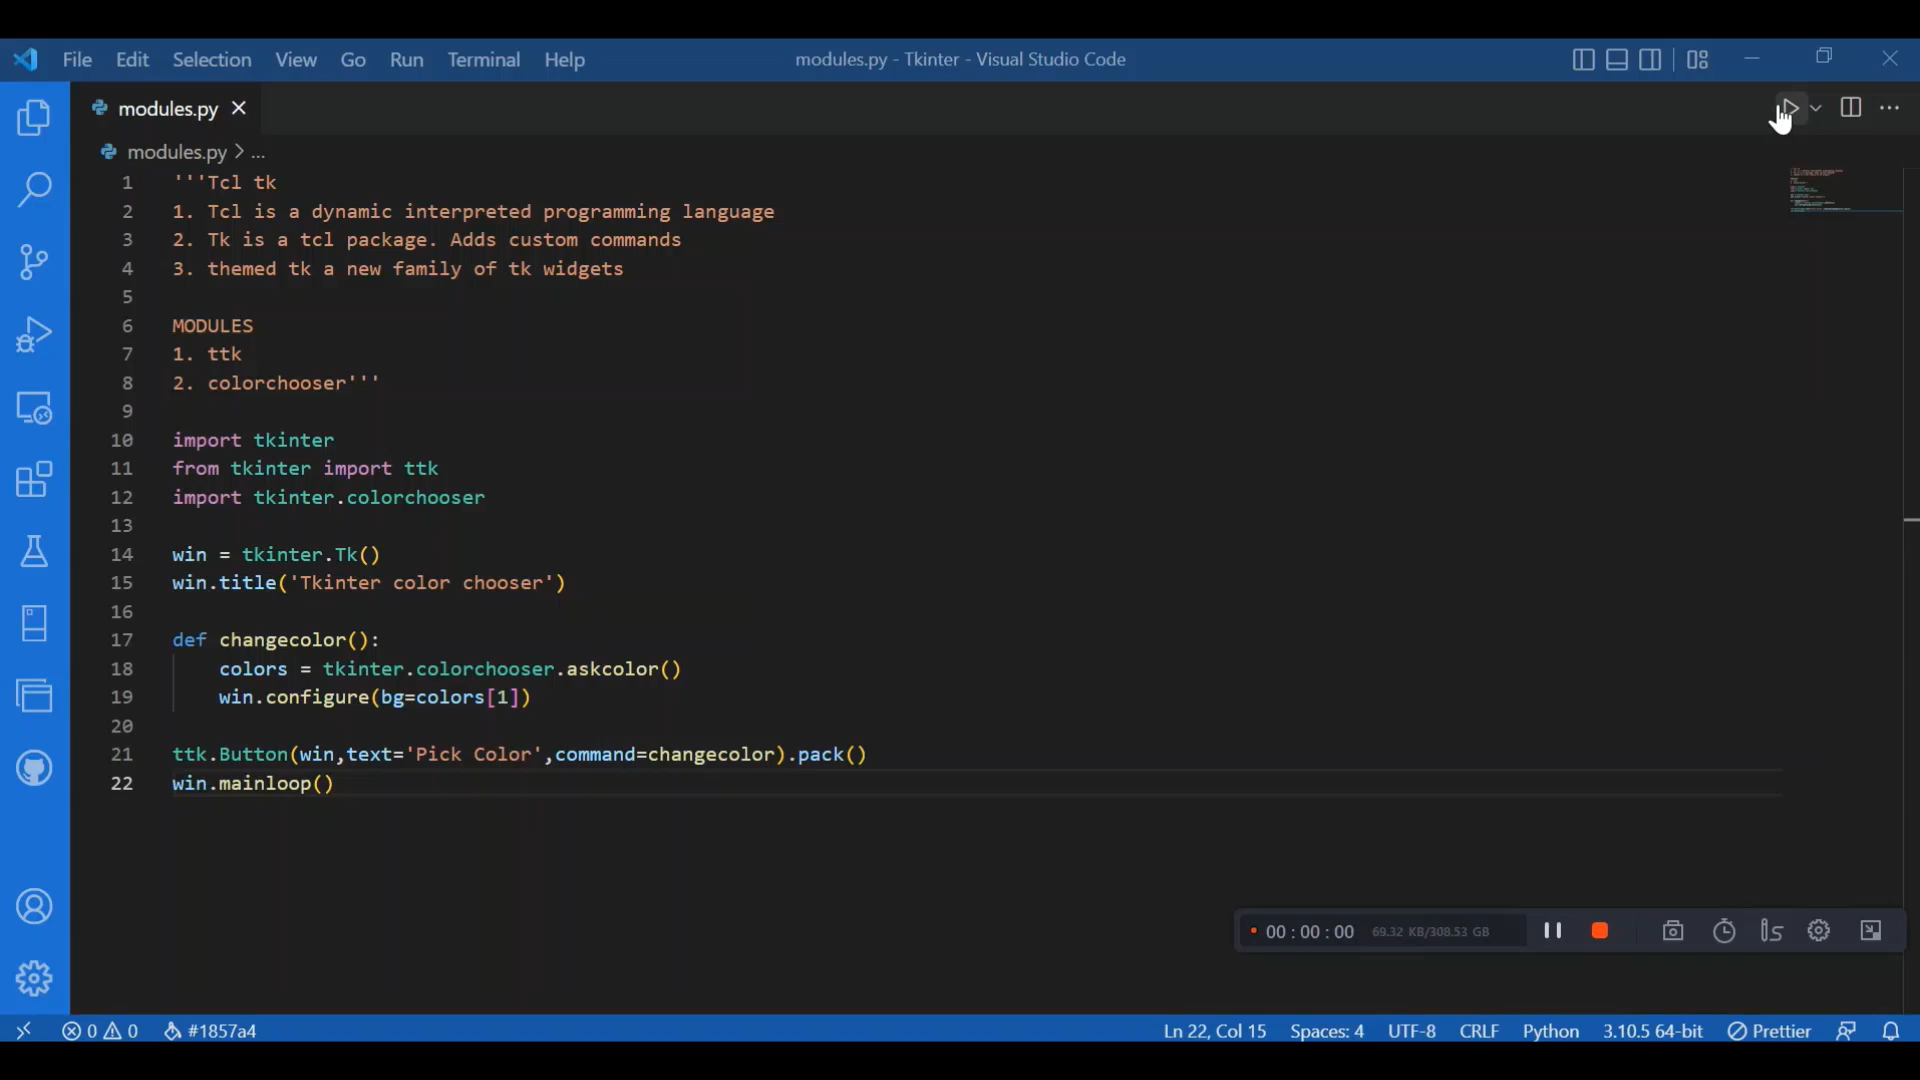 File Edit Selection View Go Run Terminal Help modules.py - Tkinter - Visual Studio Code
modules.py
modules.py > ...
1 '''Tcl tk
2 1. Tcl is a dynamic interpreted programming language
3 2. Tk is a tcl package. Adds custom commands
4 3. themed tk a new family of tk widgets
5
6 MODULES
7 1. ttk
8 2. colorchooser'''
9
10 import tkinter
11 from tkinter import ttk
12 import tkinter.colorchooser
13
14 win = tkinter.Tk()
15 win.title('Tkinter color chooser')
16
17 def changecolor():
18 colors = tkinter.colorchooser.askcolor()
19 win.configure(bg=colors[1])
20
21 ttk.Button(win,text='Pick Color',command=changecolor).pack()
22 win.mainloop()
00 : 00 : 00 69.32 KB/308.53 GB
0 0 #1857a4 Ln 22, Col 15 Spaces: 4 UTF-8 CRLF Python 3.10.5 64-bit Prettier